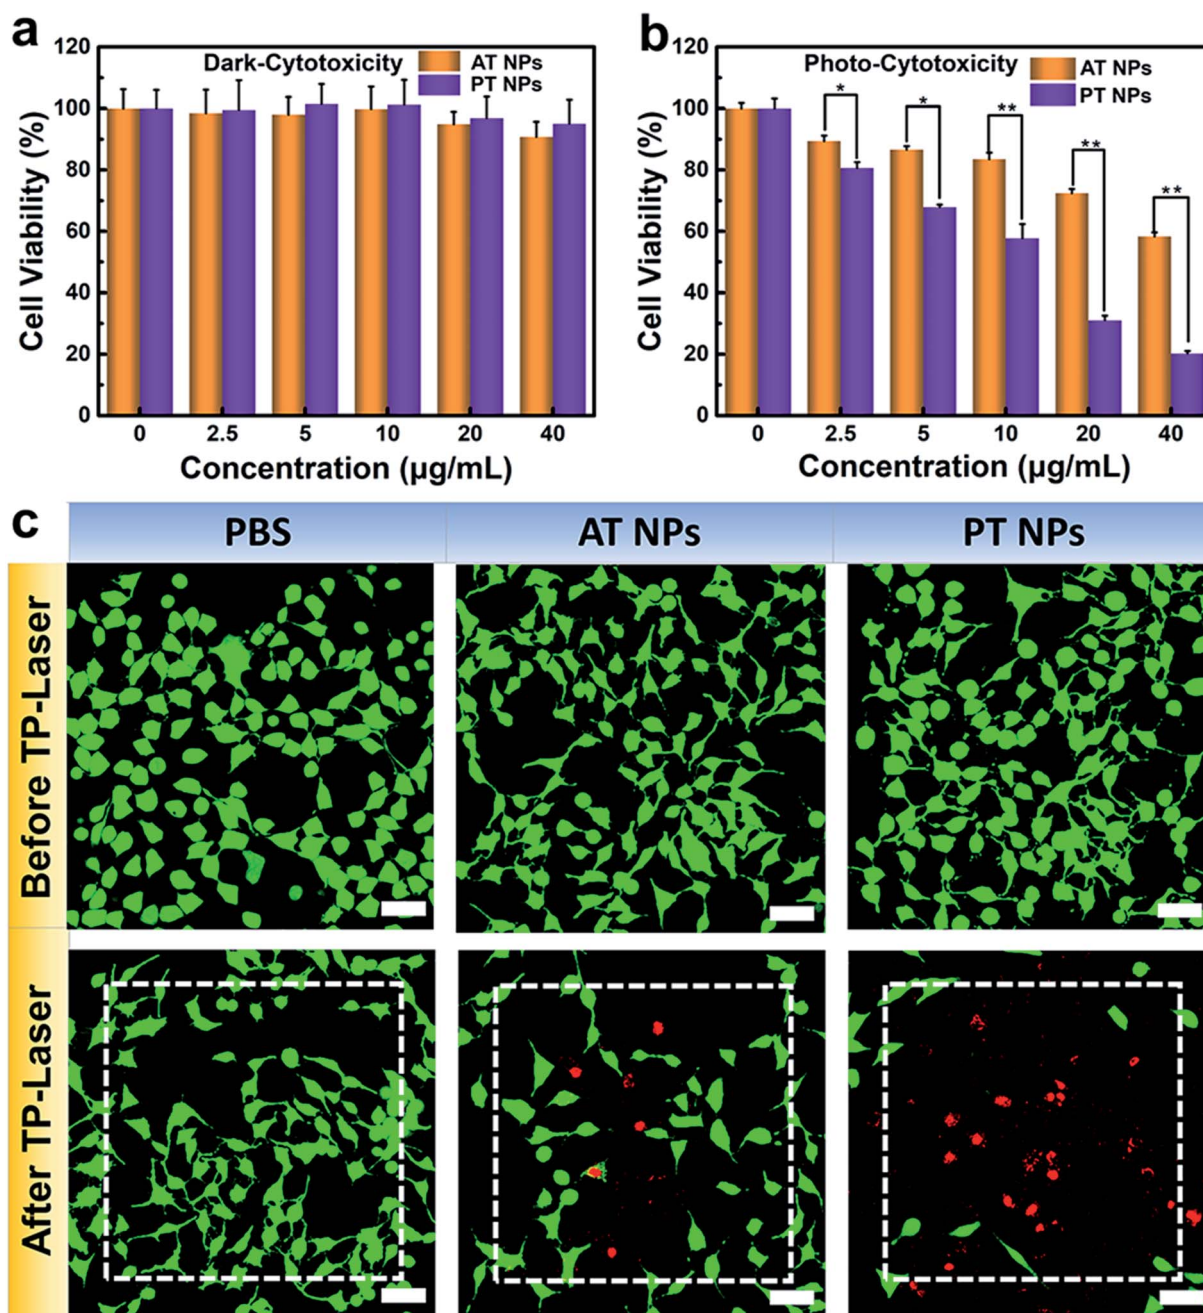 a
120
100
80
60
40
20
0
Cell Viability (%)
Dark-Cytotoxicity
AT NPs
PT NPs
0 2.5 5 10 20 40
Concentration (µg/mL)
b
120
100
80
60
40
20
0
Cell Viability (%)
Photo-Cytotoxicity
AT NPs
PT NPs
* * ** ** **
0 2.5 5 10 20 40
Concentration (µg/mL)
c
PBS AT NPs PT NPs
Before TP-Laser
After TP-Laser